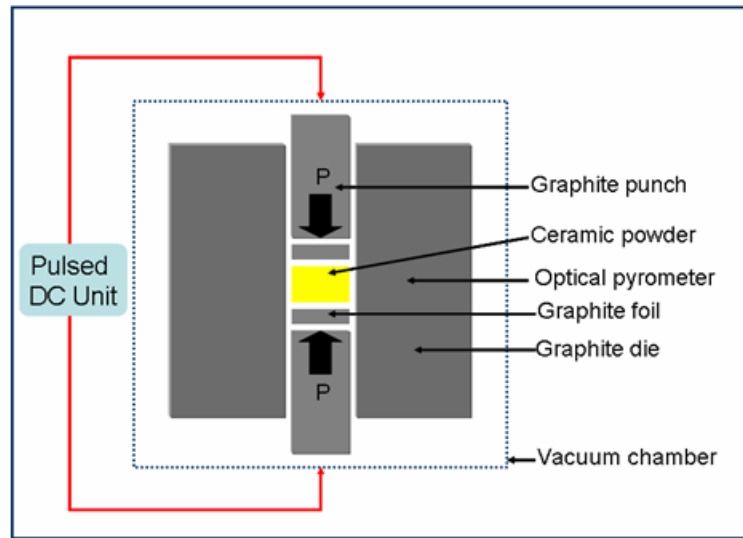 P
Graphite punch
Ceramic powder
Pulsed
DC Unit
Optical pyrometer
Graphite foil
Graphite die
P
Vacuum chamber